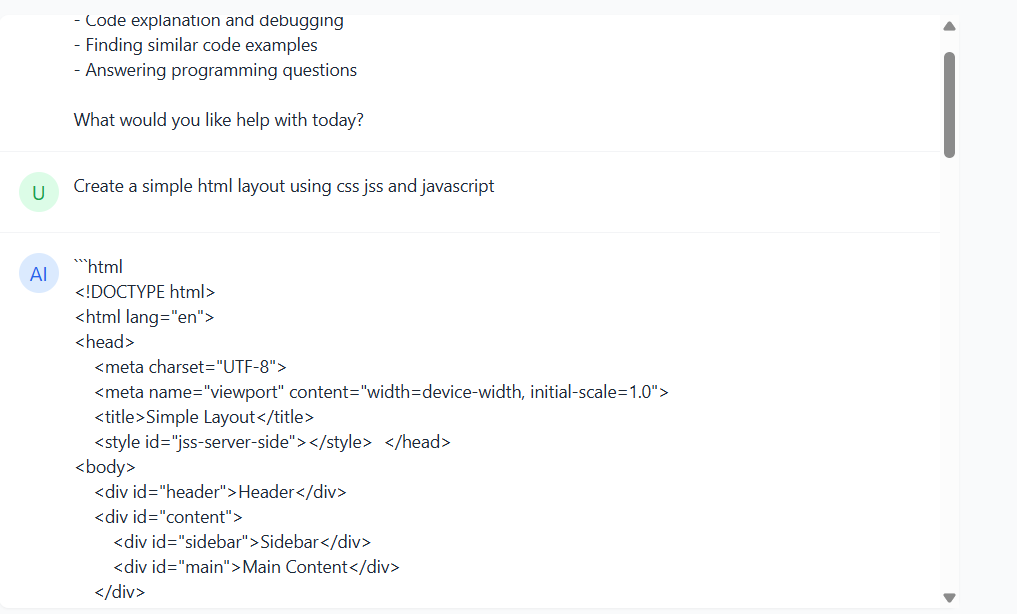 - Code explanation and debugging
- Finding similar code examples
- Answering programming questions
What would you like help with today?
U
Create a simple html layout using css jss and javascript
AI
```html
<!DOCTYPE html>
<html lang="en">
<head>
    <meta charset="UTF-8">
    <meta name="viewport" content="width=device-width, initial-scale=1.0">
    <title>Simple Layout</title>
    <style id="jss-server-side"></style>  </head>
<body>
    <div id="header">Header</div>
    <div id="content">
        <div id="sidebar">Sidebar</div>
        <div id="main">Main Content</div>
    </div>